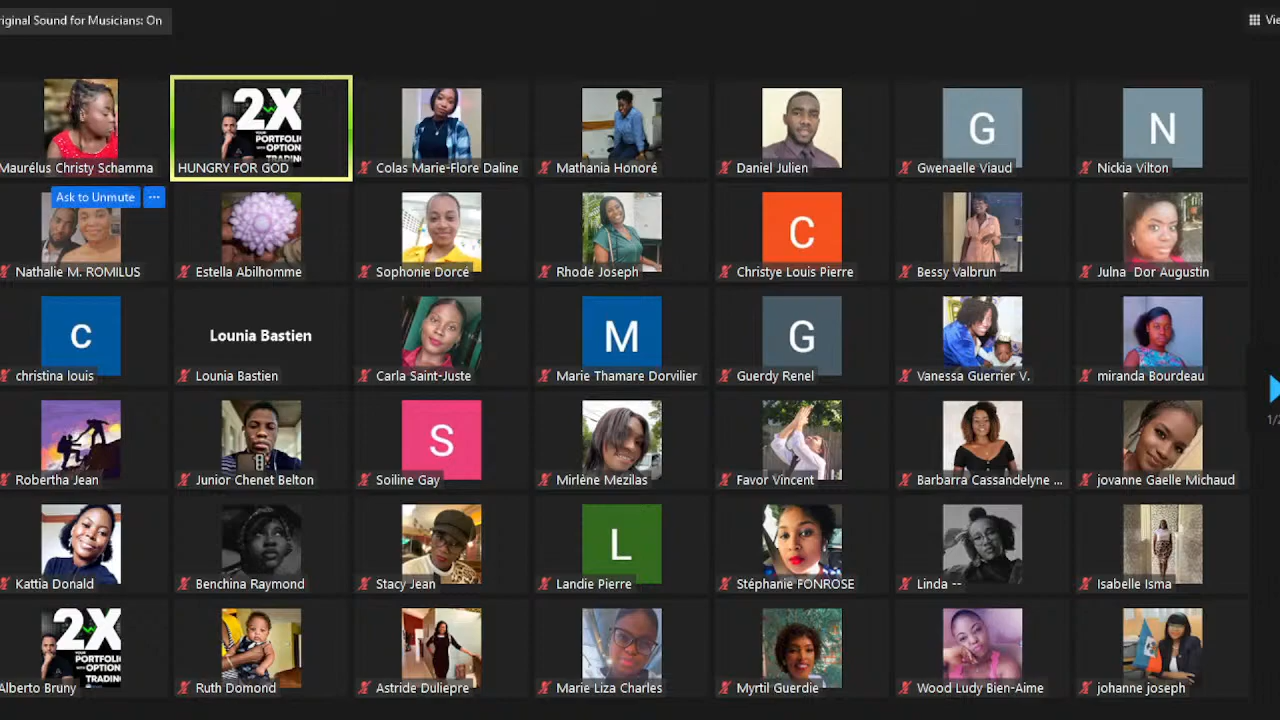 riginal Sound for Musicians: On
Vie
Maurélus Christy Schamma
2X
YOUR
PORTFOLIO
WITH OPTION
TRADING
HUNGRY FOR GOD
Colas Marie-Flore Daline
Mathania Honoré
Daniel Julien
G
Gwenaelle Viaud
N
Nickia Vilton
Ask to Unmute ...
Nathalie M. ROMILUS
Estella Abilhomme
Sophonie Dorcé
Rhode Joseph
C
Christye Louis Pierre
Bessy Valbrun
Julna Dor Augustin
c
christina louis
Lounia Bastien
Lounia Bastien
Carla Saint-Juste
M
Marie Thamare Dorvilier
G
Guerdy Renel
Vanessa Guerrier V.
miranda Bourdeau
Robertha Jean
Junior Chenet Belton
S
Soiline Gay
Mirlène Mezilas
Favor Vincent
Barbarra Cassandelyne ...
jovanne Gaelle Michaud
1/2
Kattia Donald
Benchina Raymond
Stacy Jean
L
Landie Pierre
Stéphanie FONROSE
Linda --
Isabelle Isma
2X
YOUR
PORTFOLIO
WITH OPTION
TRADING
Alberto Bruny
Ruth Domond
Astride Duliepre
Marie Liza Charles
Myrtil Guerdie
Wood Ludy Bien-Aime
johanne joseph